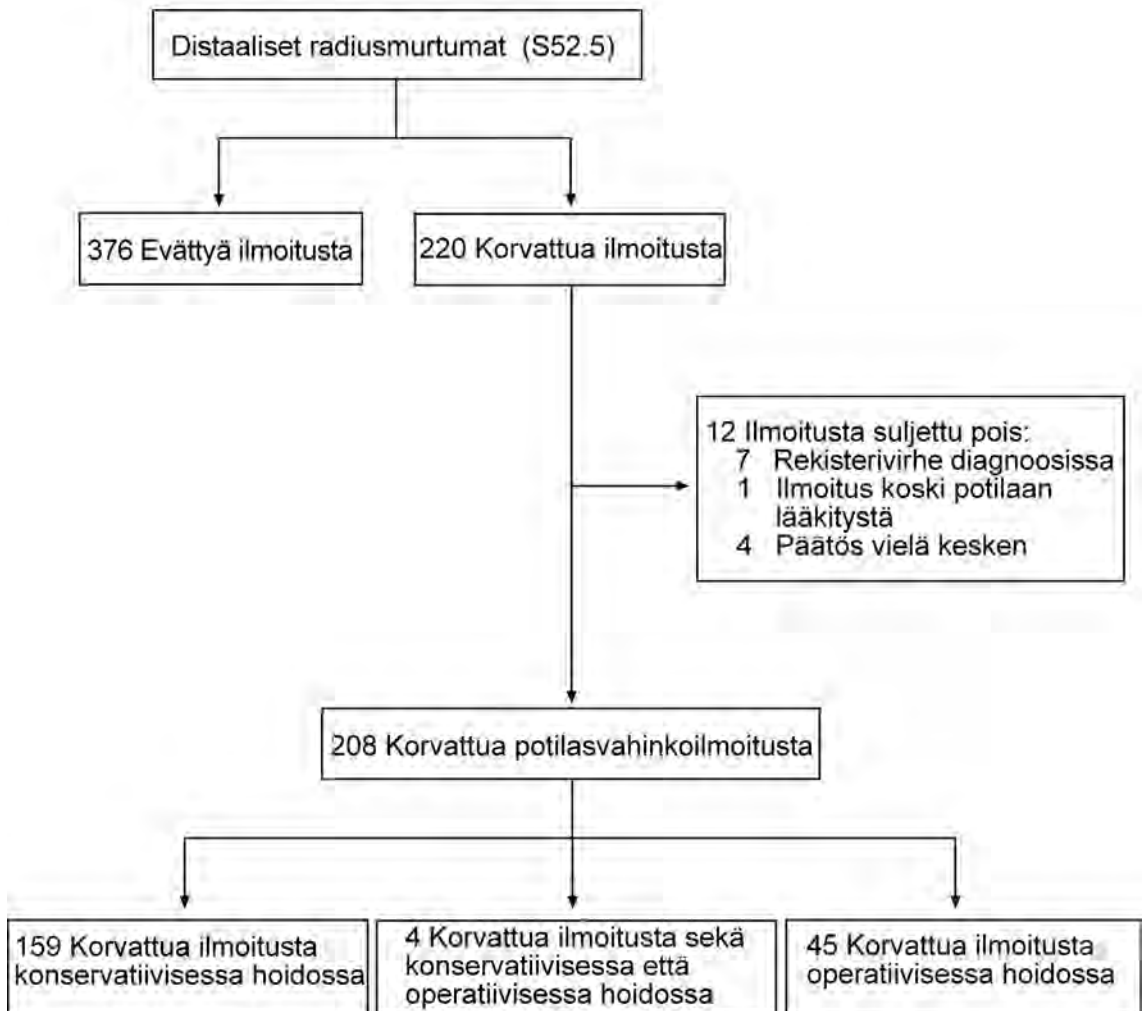 Distaaliset radiusmurtumat (S52.5)
376 Evättyä ilmoitusta
220 Korvattua ilmoitusta
12 Ilmoitusta suljettu pois:
7 Rekisterivirhe diagnoosissa
1 Ilmoitus koski potilaan
lääkitystä
4 Päätös vielä kesken
208 Korvattua potilasvahinkoilmoitusta
159 Korvattua ilmoitusta
konservatiivisessa hoidossa
4 Korvattua ilmoitusta sekä
konservatiivisessa että
operatiivisessa hoidossa
45 Korvattua ilmoitusta
operatiivisessa hoidossa